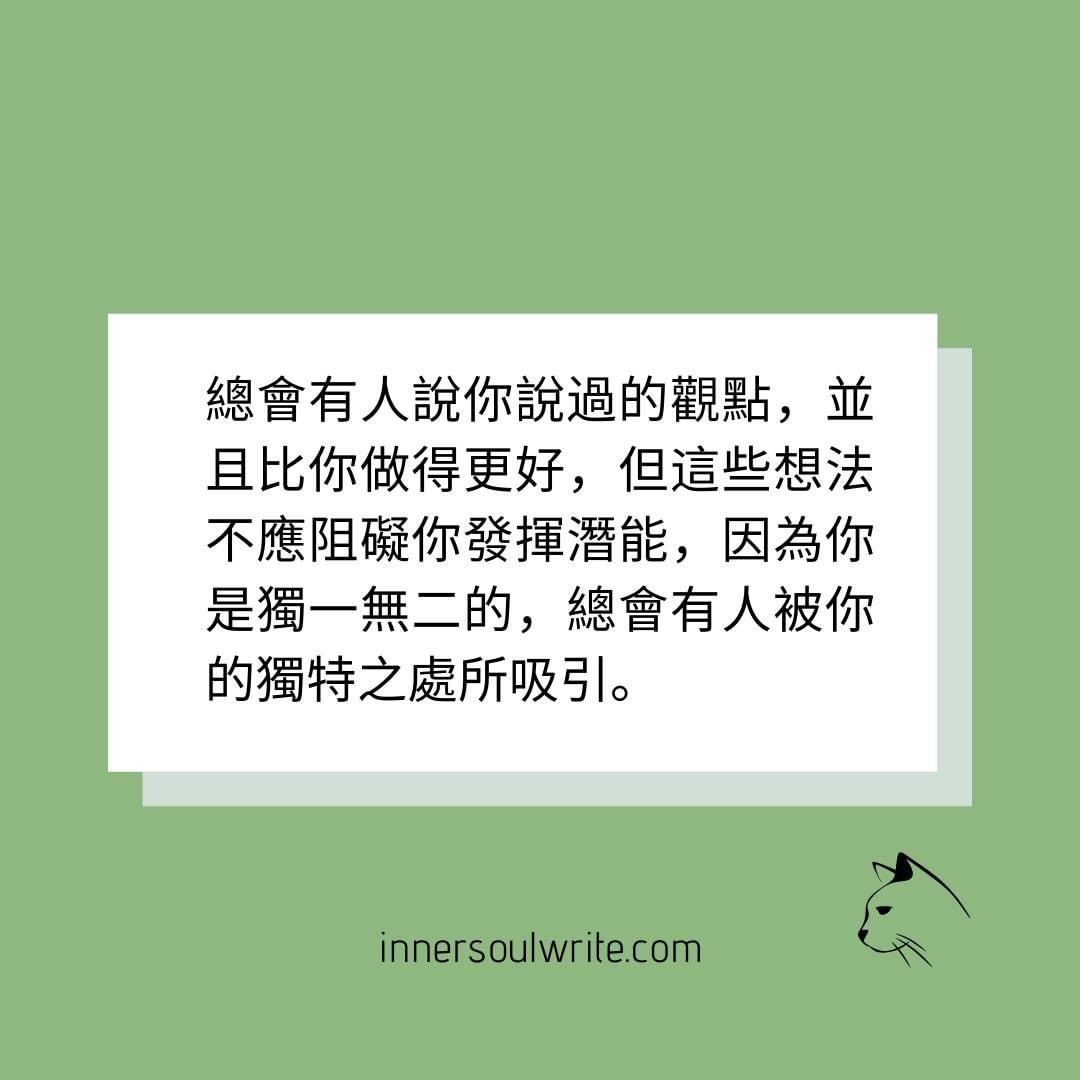 總會有人說你說過的觀點，並
且比你做得更好，但這些想法
不應阻礙你發揮潛能，因為你
是獨一無二的，總會有人被你
的獨特之處所吸引。
innersoulwrite.com